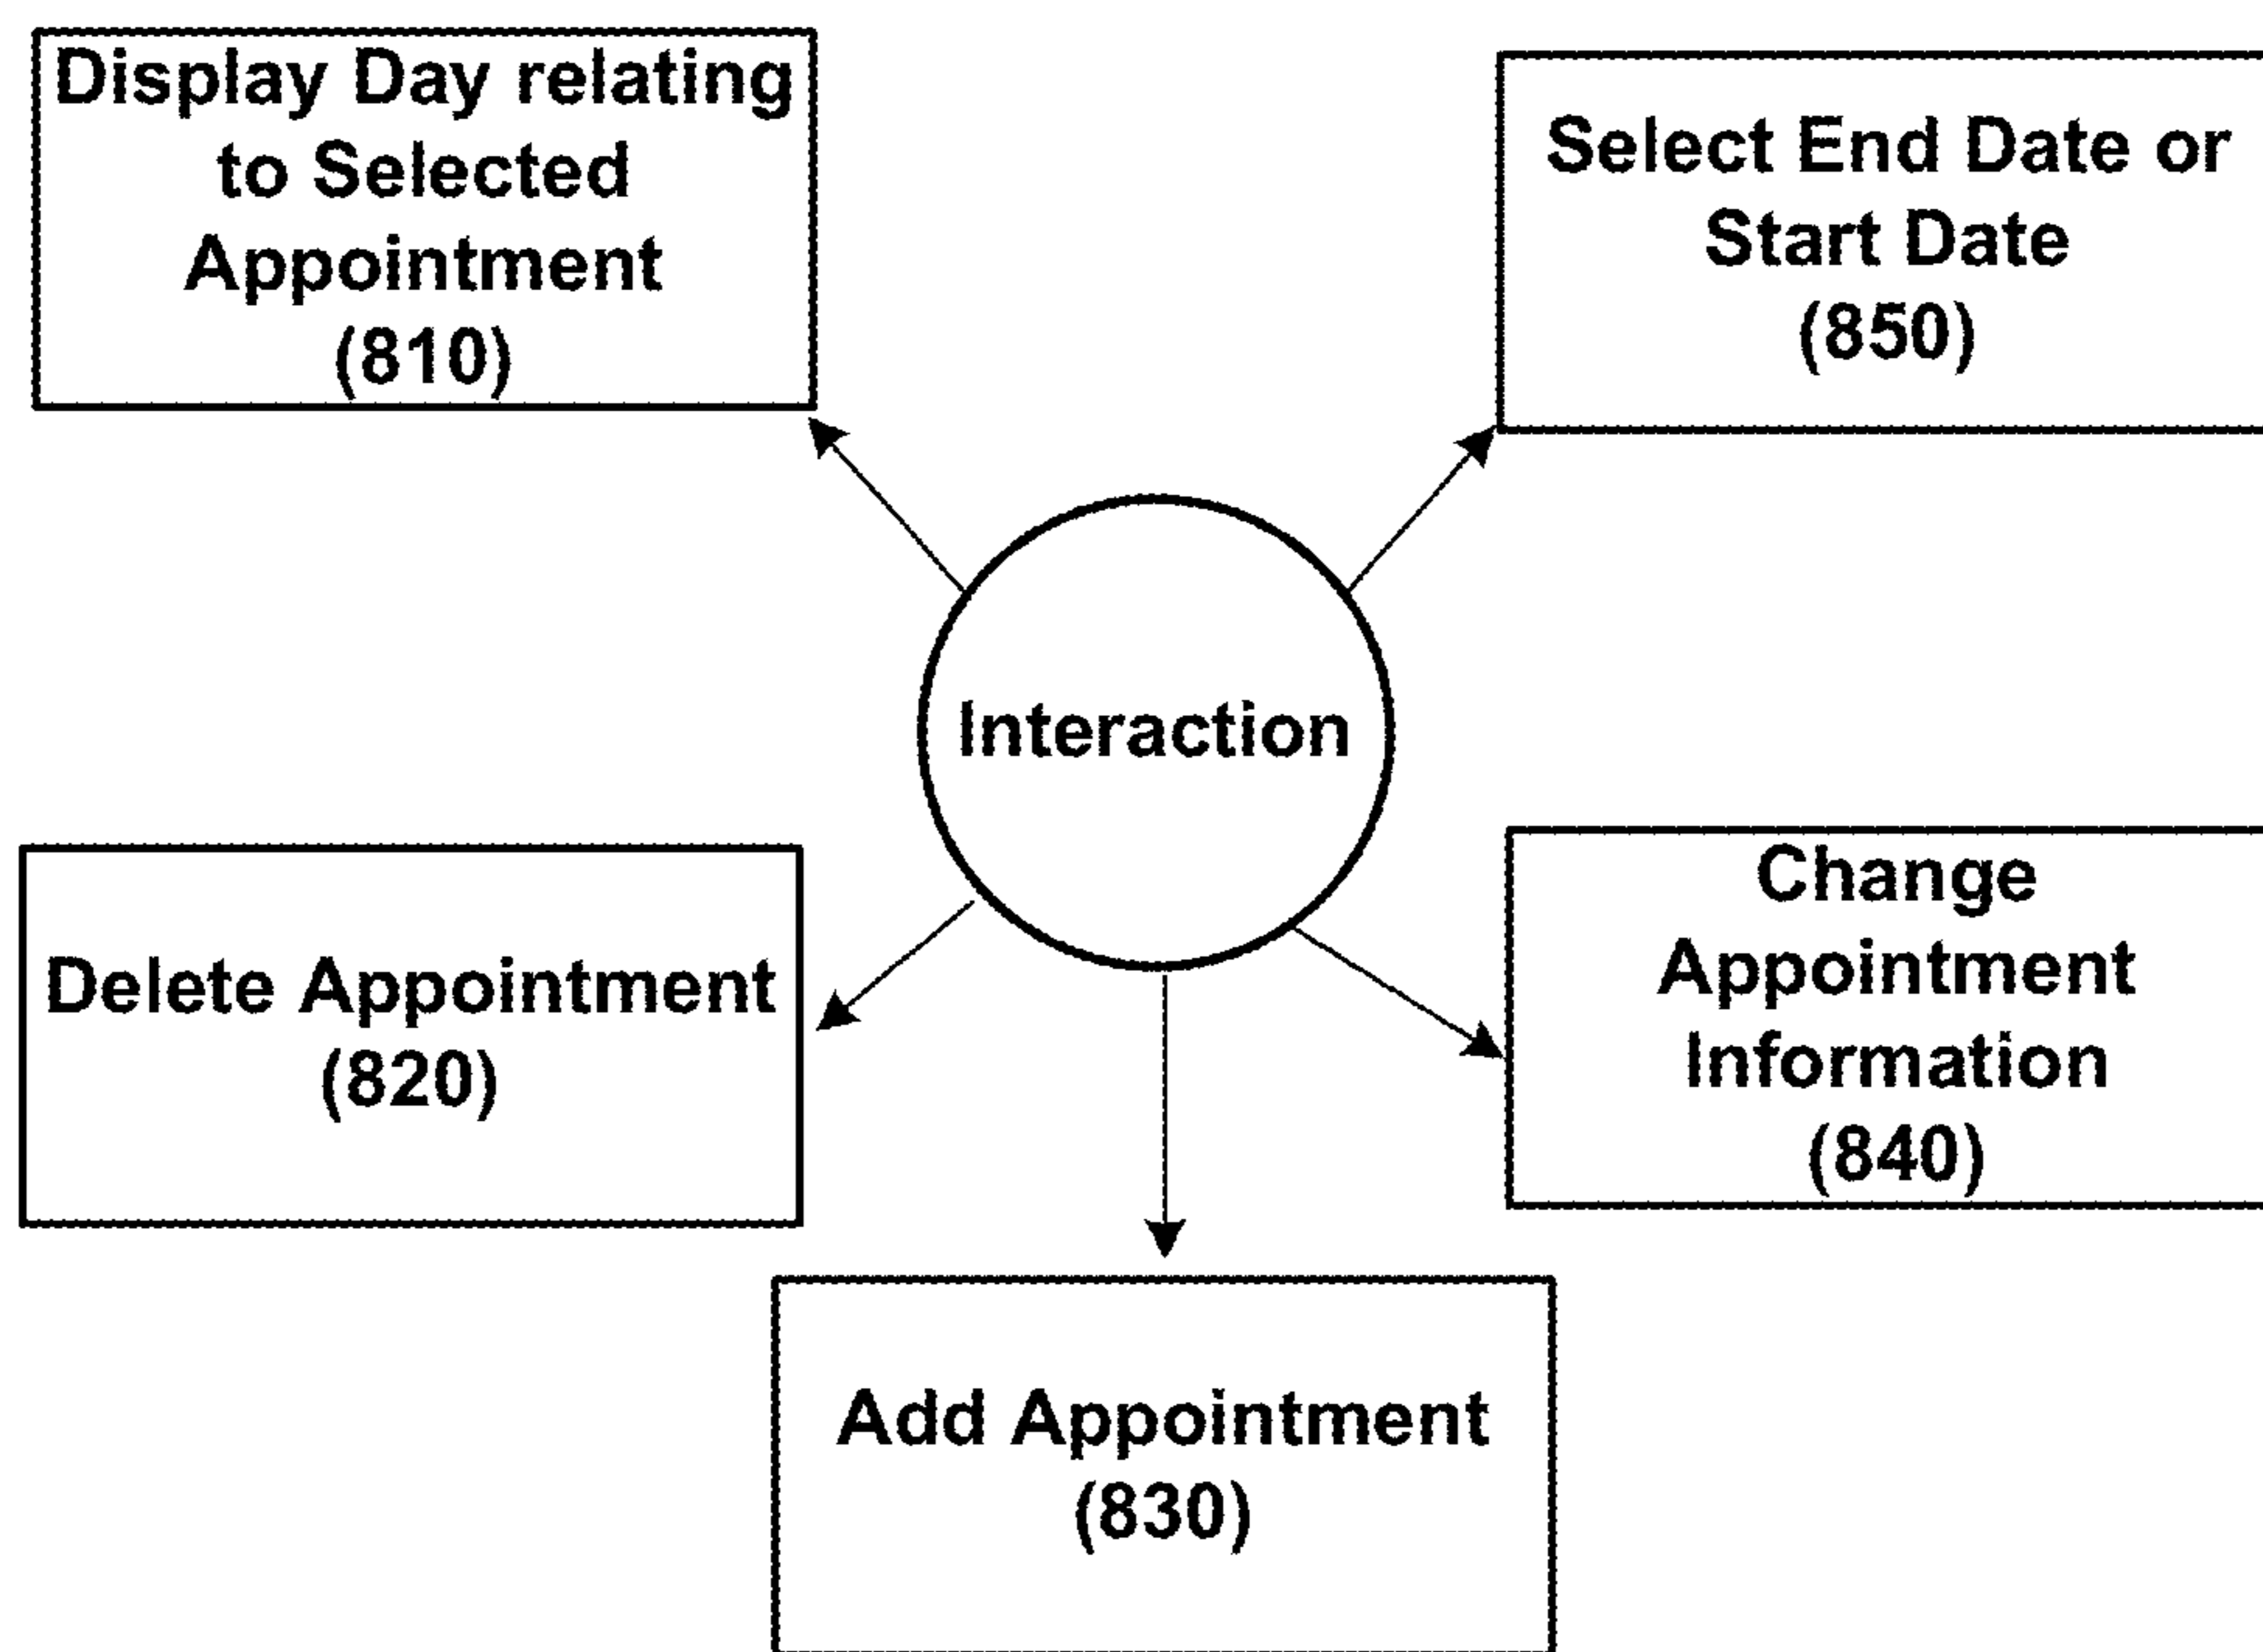 Display Day relating
to Selected
Appointment
(810)
Select End Date or
Start Date
(850)
Interaction
Delete Appointment
(820)
Change
Appointment
Information
(840)
Add Appointment
(830)